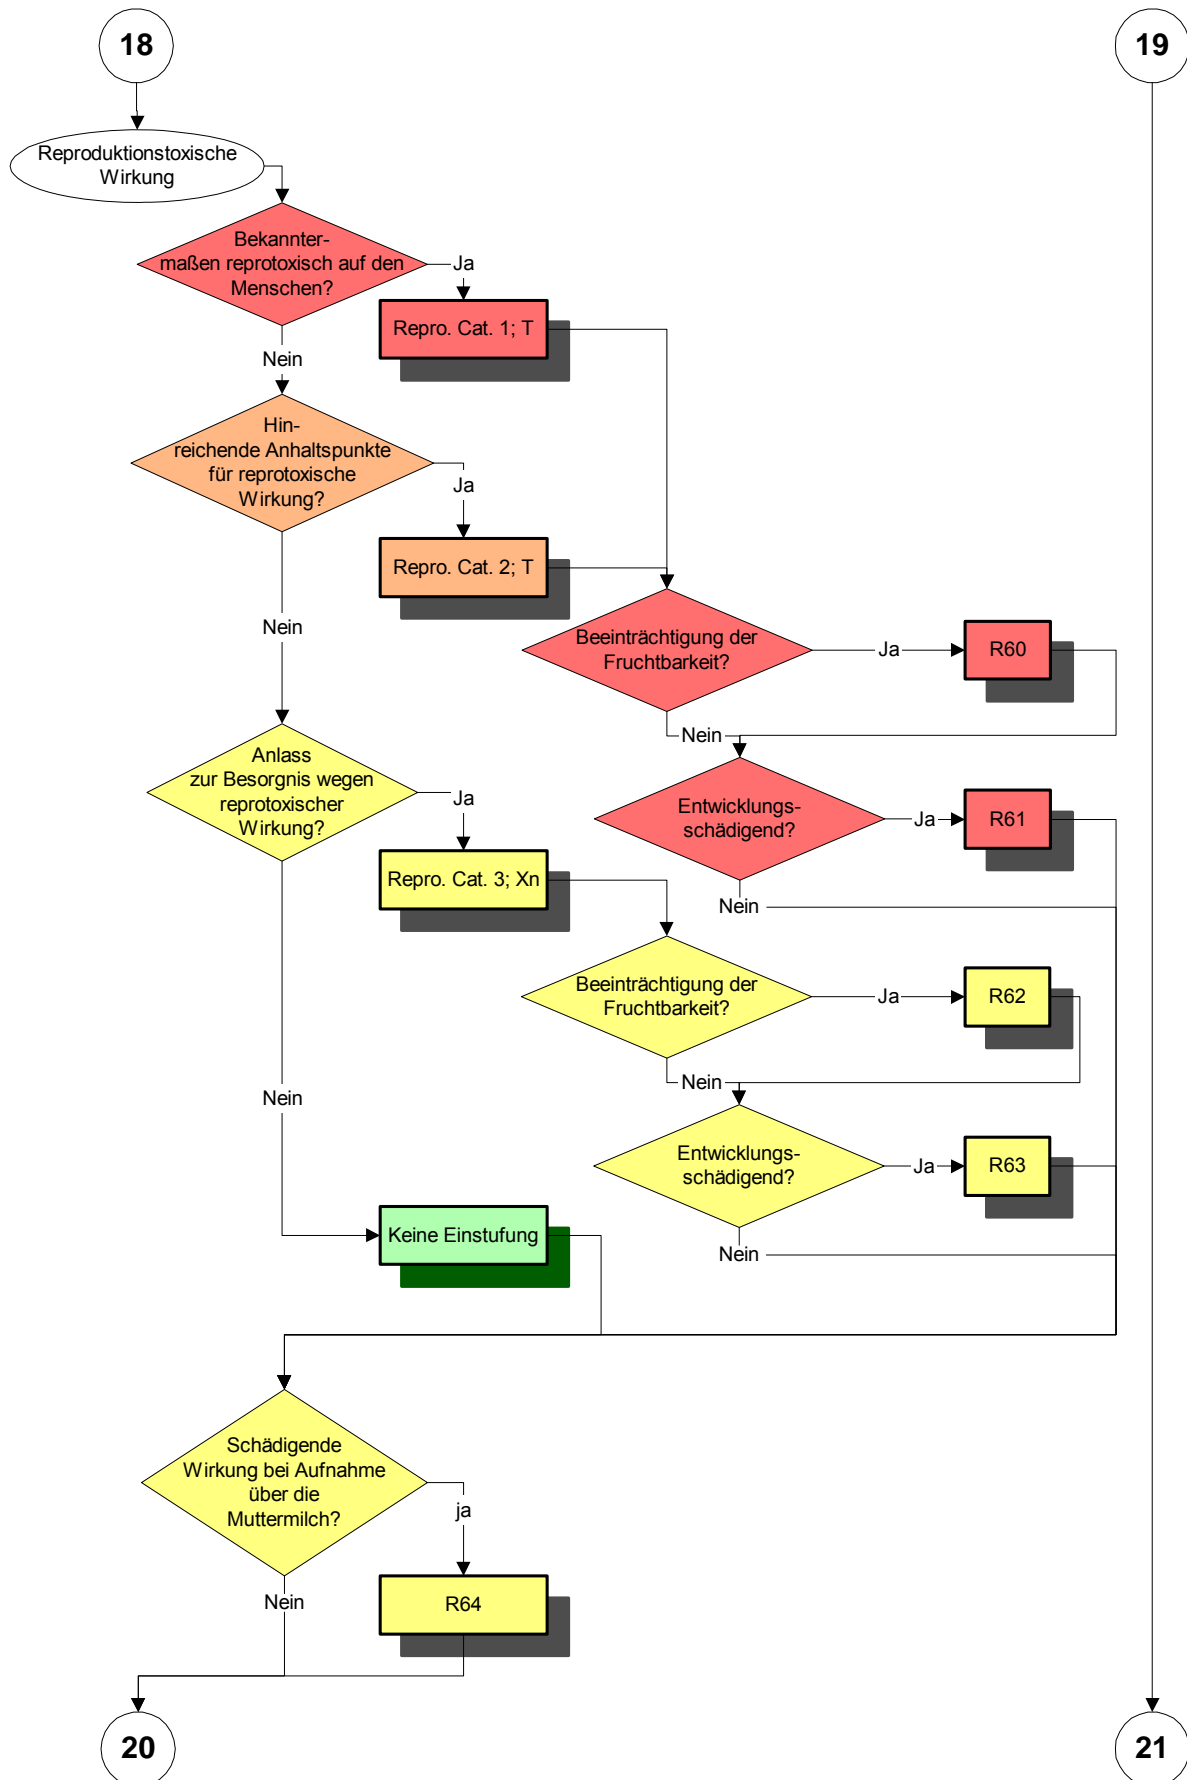 18
19
Reproduktionstoxische
Wirkung
Bekannter-
maßen reprotoxisch auf den
Menschen?
Ja
Repro. Cat. 1; T
Nein
Hin-
reichende Anhaltspunkte
für reprotoxische
Wirkung?
Ja
Repro. Cat. 2; T
Nein
Beeinträchtigung der
Fruchtbarkeit?
Ja
R60
Nein
Anlass
zur Besorgnis wegen
reprotoxischer
Wirkung?
Ja
Entwicklungs-
schädigend?
Ja
R61
Repro. Cat. 3; Xn
Nein
Beeinträchtigung der
Fruchtbarkeit?
Ja
R62
Nein
Nein
Entwicklungs-
schädigend?
Ja
R63
Keine Einstufung
Nein
Schädigende
Wirkung bei Aufnahme
über die
Muttermilch?
ja
Nein
R64
20
21